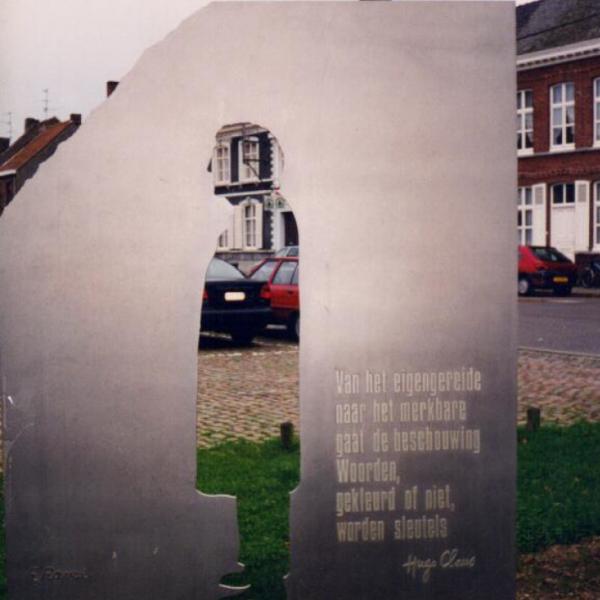 Van het eigengereide
naar het merkbare
gaat de beschouwing
Woorden,
gekleurd of niet,
worden sleutels
Hugo Claus